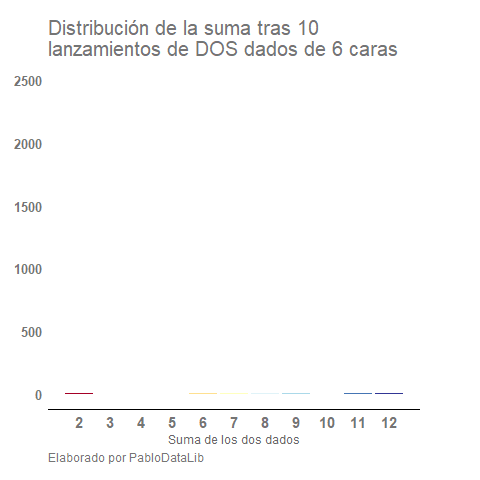 Distribución de la suma tras 10
lanzamientos de DOS dados de 6 caras
2500
2000
1500
1000
500
0
2 3 4 5 6 7 8 9 10 11 12
Suma de los dos dados
Elaborado por PabloDataLib